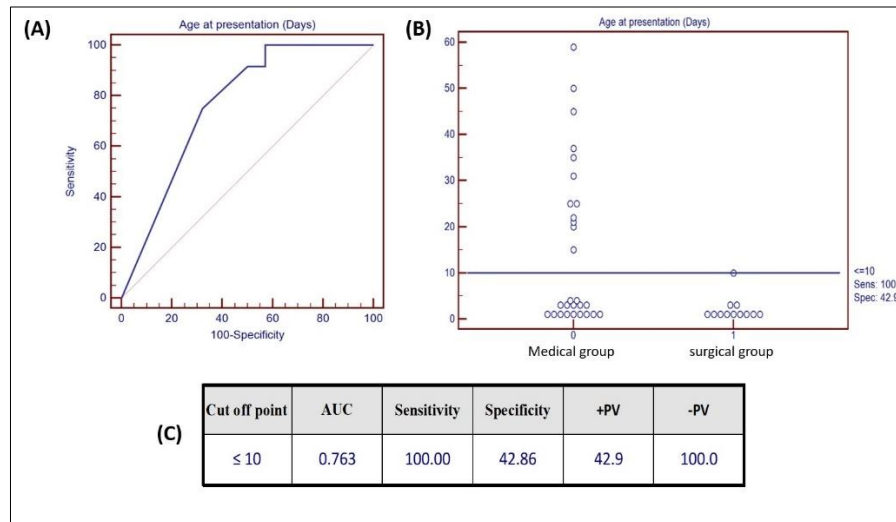 (A)
Age at presentation (Days)
100
80
60
40
20
0
Sensitivity
0 20 40 60 80 100
100-Specificity
(B)
Age at presentation (Days)
60
50
40
30
20
10
0
<=10
Sens: 100
Spec: 42.9
0 1
Medical group surgical group
(C)
Cut off point AUC Sensitivity Specificity +PV -PV
≤ 10 0.763 100.00 42.86 42.9 100.0